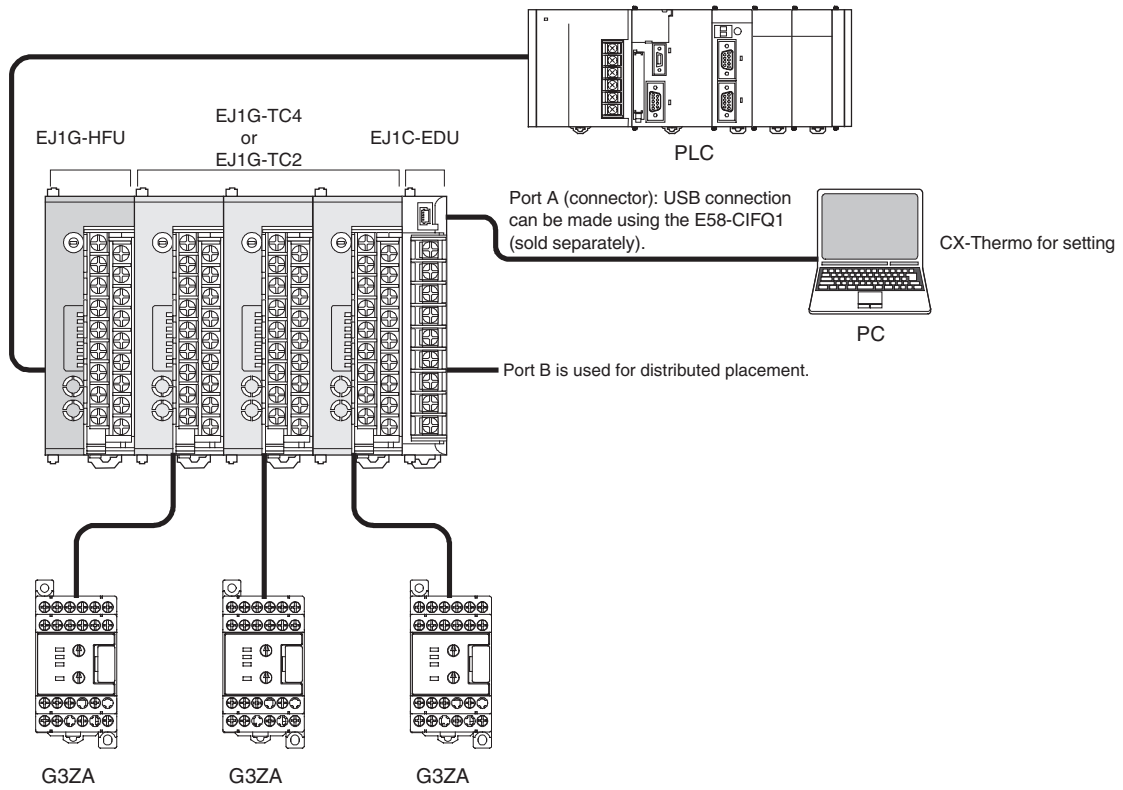 PLC
EJ1G-HFU
EJ1G-TC4
or
EJ1G-TC2
EJ1C-EDU
Port A (connector): USB connection
can be made using the E58-CIFQ1
(sold separately).
CX-Thermo for setting
PC
Port B is used for distributed placement.
G3ZA
G3ZA
G3ZA